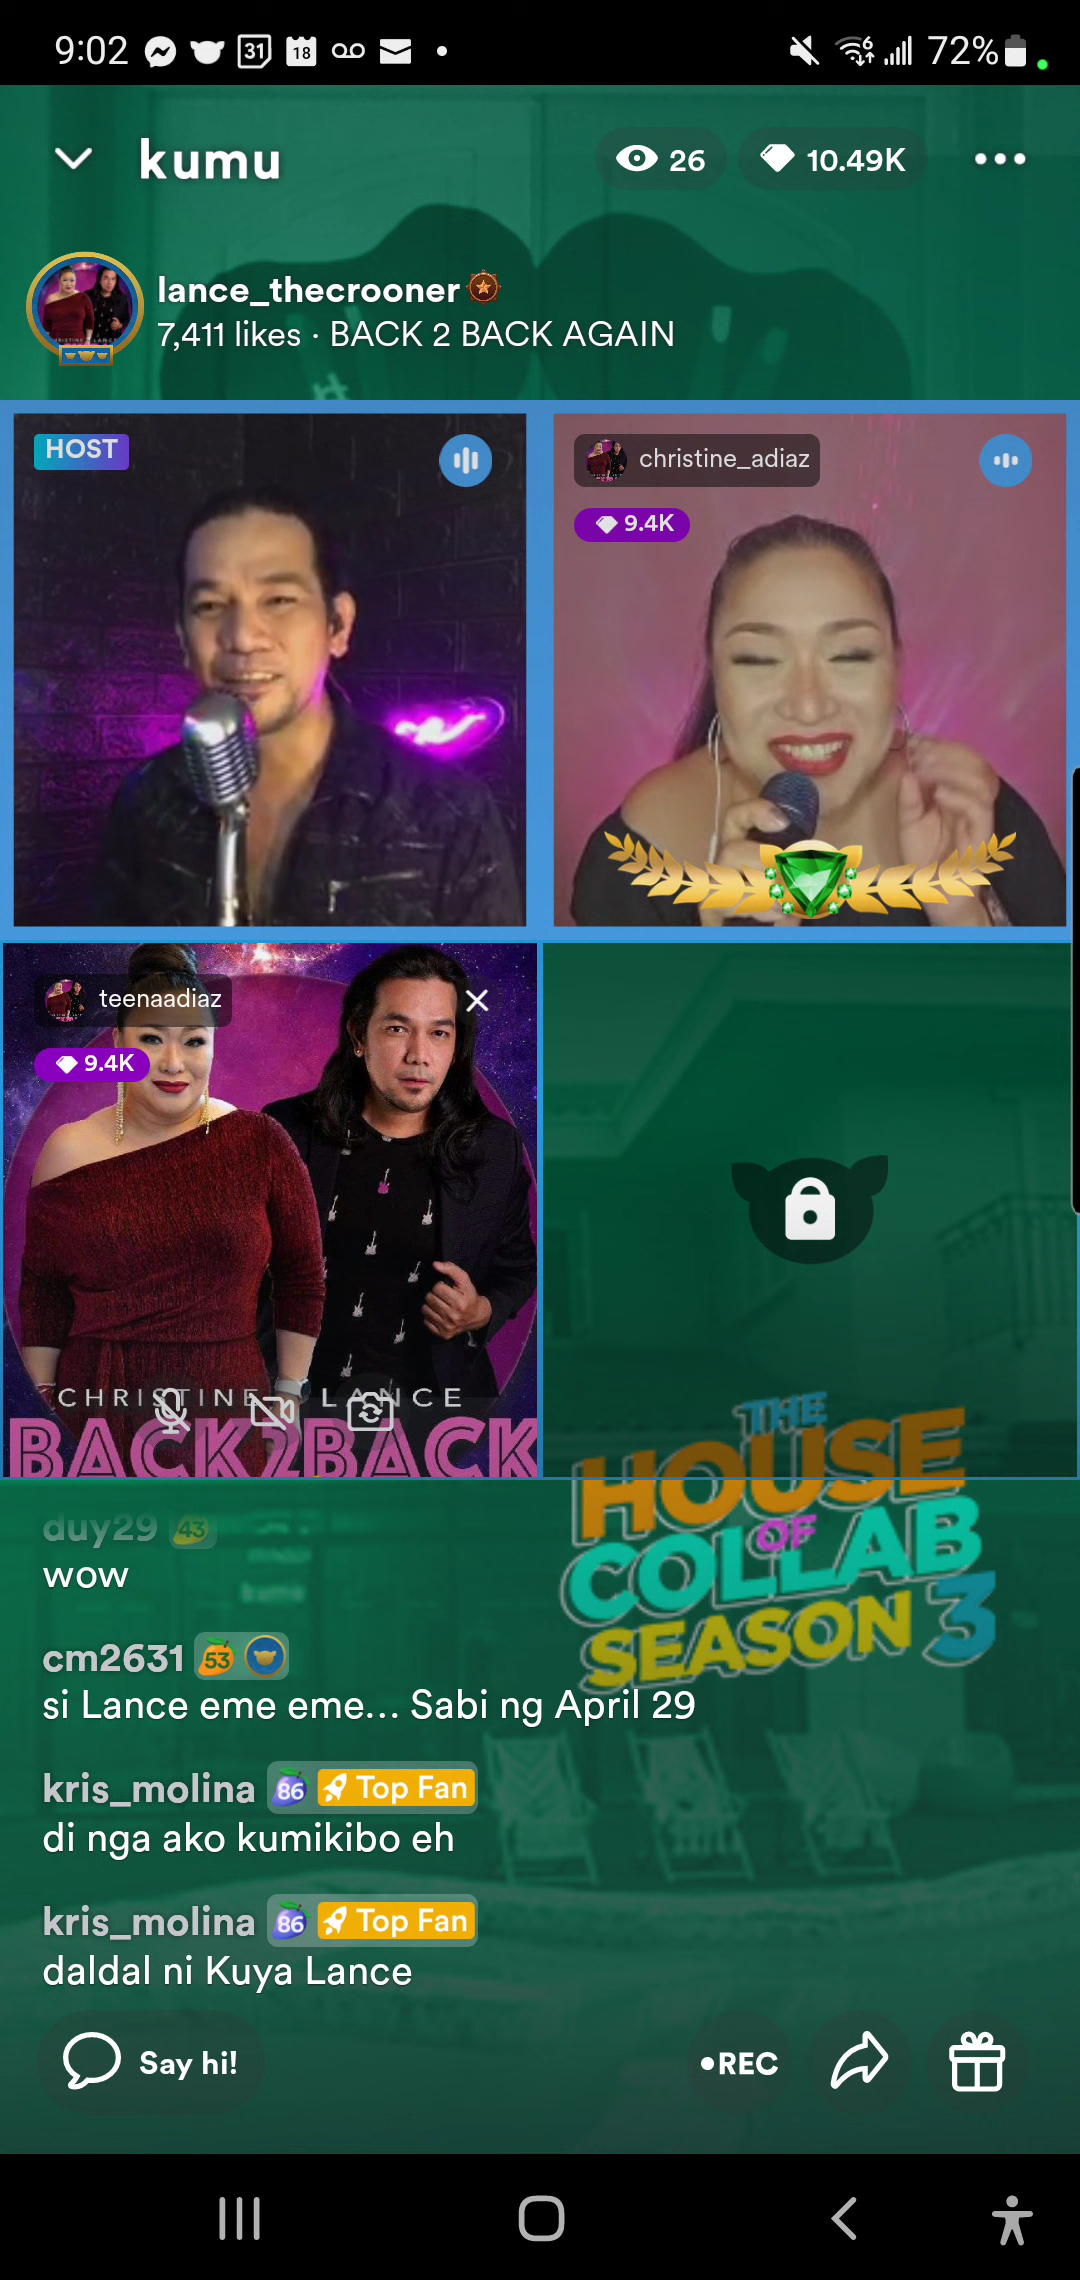 9:02
31
18
6
72%
kumu
26
10.49K
lance_thecrooner
7,411 likes · BACK 2 BACK AGAIN
HOST
christine_adiaz
9.4K
teenaadiaz
9.4K
CHRISTINE LANCE
BACK2BACK
THE
HOUSE
OF
COLLAB
SEASON 3
duy29 43
wow
cm2631 53
si Lance eme eme... Sabi ng April 29
kris_molina 86 Top Fan
di nga ako kumikibo eh
kris_molina 86 Top Fan
daldal ni Kuya Lance
Say hi!
•REC